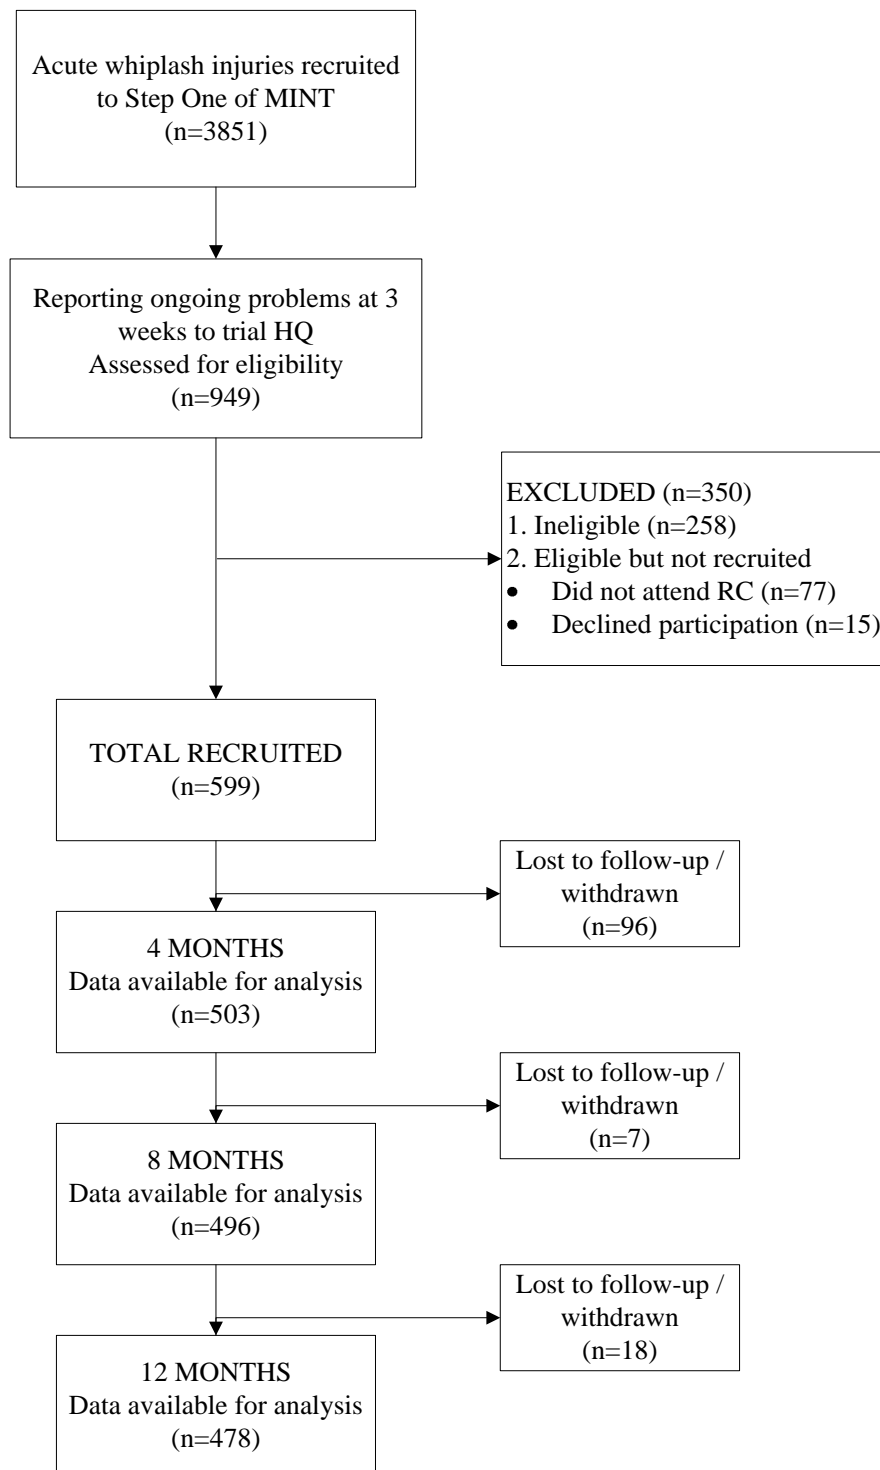 Acute whiplash injuries recruited
to Step One of MINT
(n=3851)
Reporting ongoing problems at 3
weeks to trial HQ
Assessed for eligibility
(n=949)
EXCLUDED (n=350)
1. Ineligible (n=258)
2. Eligible but not recruited
• Did not attend RC (n=77)
• Declined participation (n=15)
TOTAL RECRUITED
(n=599)
Lost to follow-up /
withdrawn
(n=96)
4 MONTHS
Data available for analysis
(n=503)
Lost to follow-up /
withdrawn
(n=7)
8 MONTHS
Data available for analysis
(n=496)
Lost to follow-up /
withdrawn
(n=18)
12 MONTHS
Data available for analysis
(n=478)